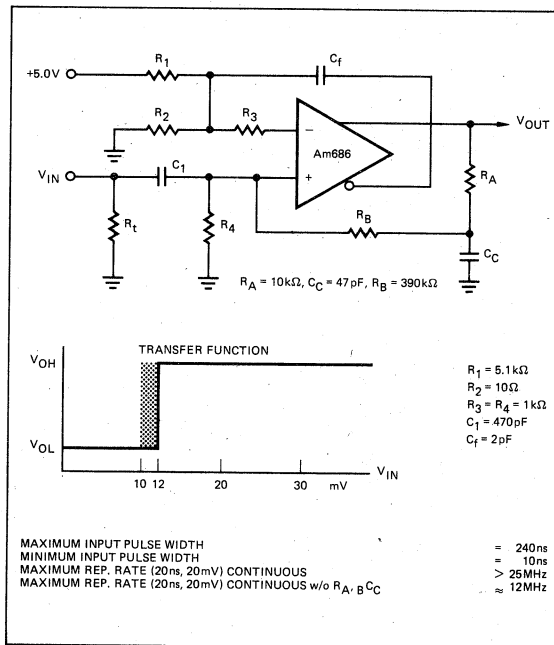 +5.0V
R1
Cf
R2
R3
−
Am686
+
VOUT
VIN
C1
Rt
R4
RB
RA
CC
RA = 10kΩ, CC = 47pF, RB = 390kΩ
TRANSFER FUNCTION
VOH
VOL
10 12 20 30 mV
VIN
R1 = 5.1kΩ
R2 = 10Ω
R3 = R4 = 1kΩ
C1 = 470pF
Cf = 2pF
MAXIMUM INPUT PULSE WIDTH = 240ns
MINIMUM INPUT PULSE WIDTH = 10ns
MAXIMUM REP. RATE (20ns, 20mV) CONTINUOUS > 25MHz
MAXIMUM REP. RATE (20ns, 20mV) CONTINUOUS w/o RA, BCC ≈ 12MHz